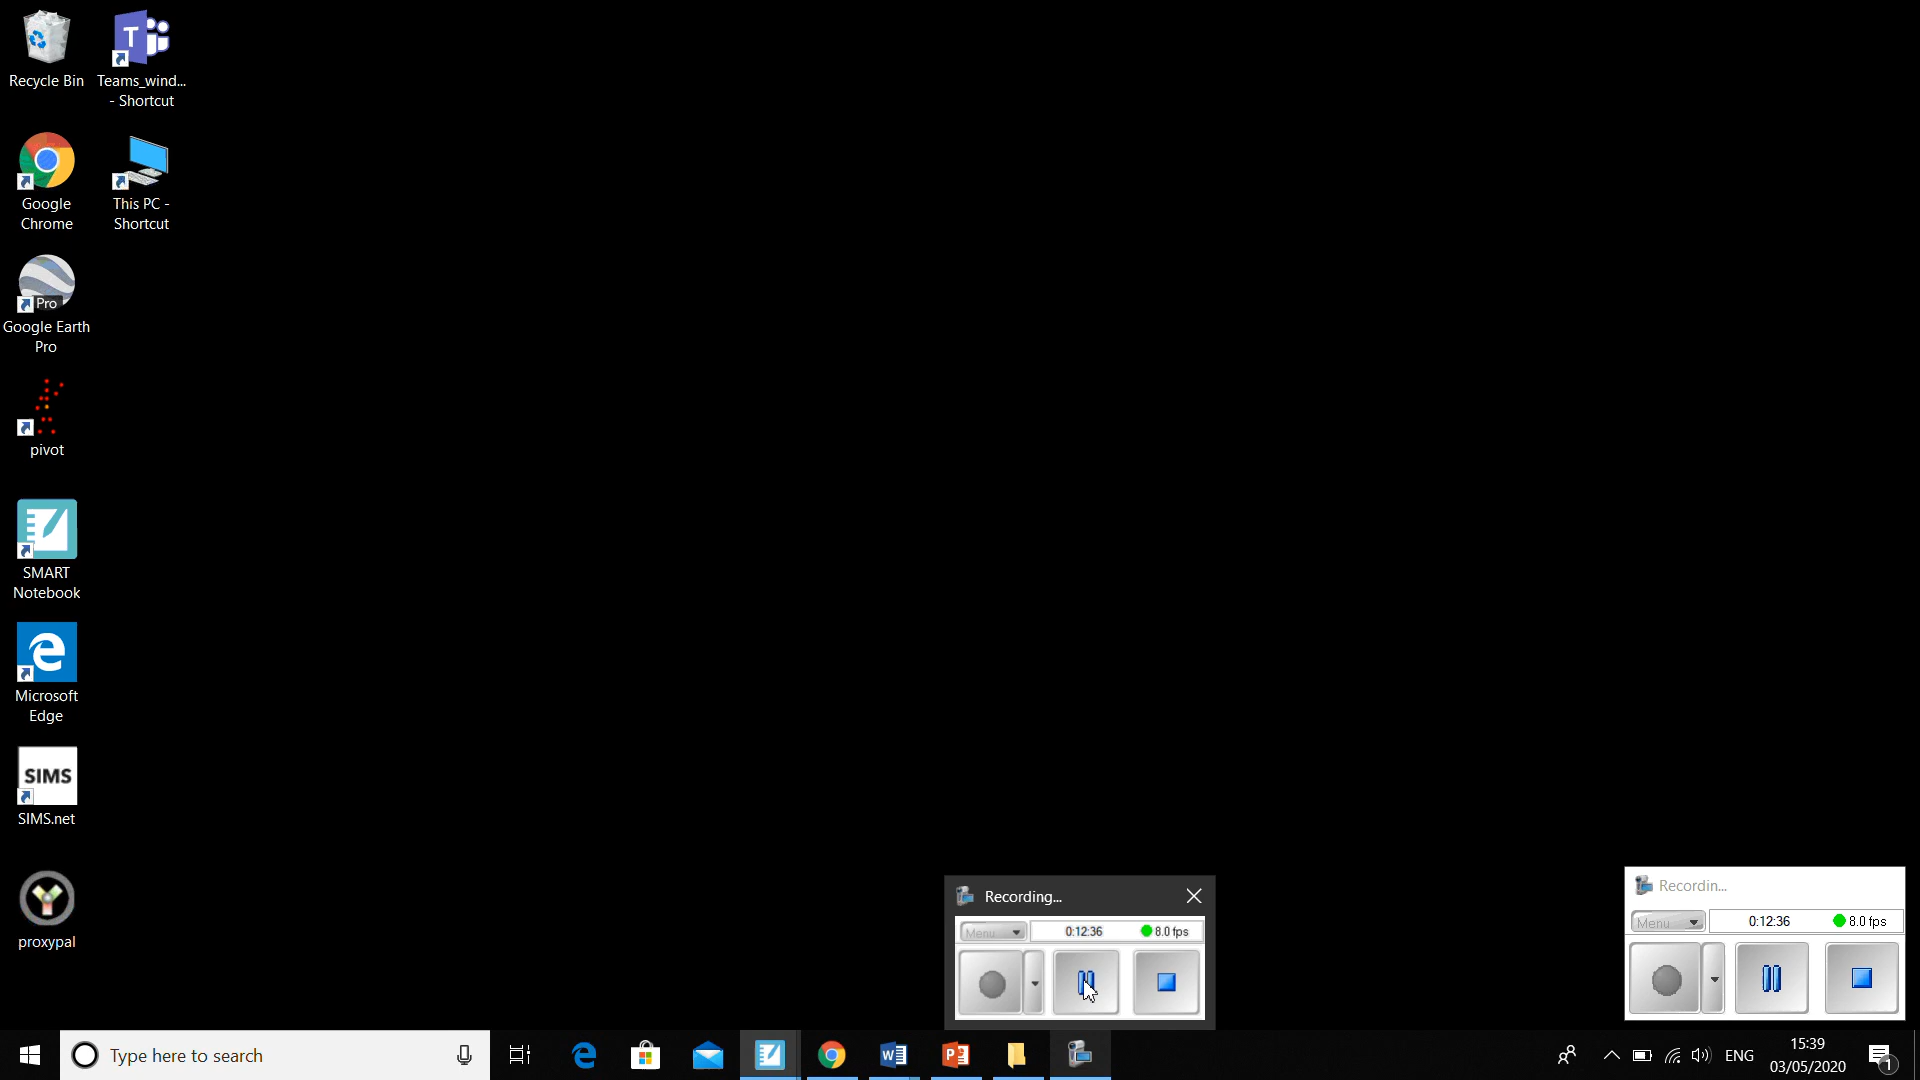 Recycle Bin
Teams_wind...
- Shortcut
Google
Chrome
This PC -
Shortcut
Pro
Google Earth
Pro
pivot
SMART
Notebook
Microsoft
Edge
SIMS
SIMS.net
proxypal
Recording...
Menu
0:12:36
8.0 fps
Recordin...
Menu
0:12:36
8.0 fps
Type here to search
ENG
15:39
03/05/2020
1